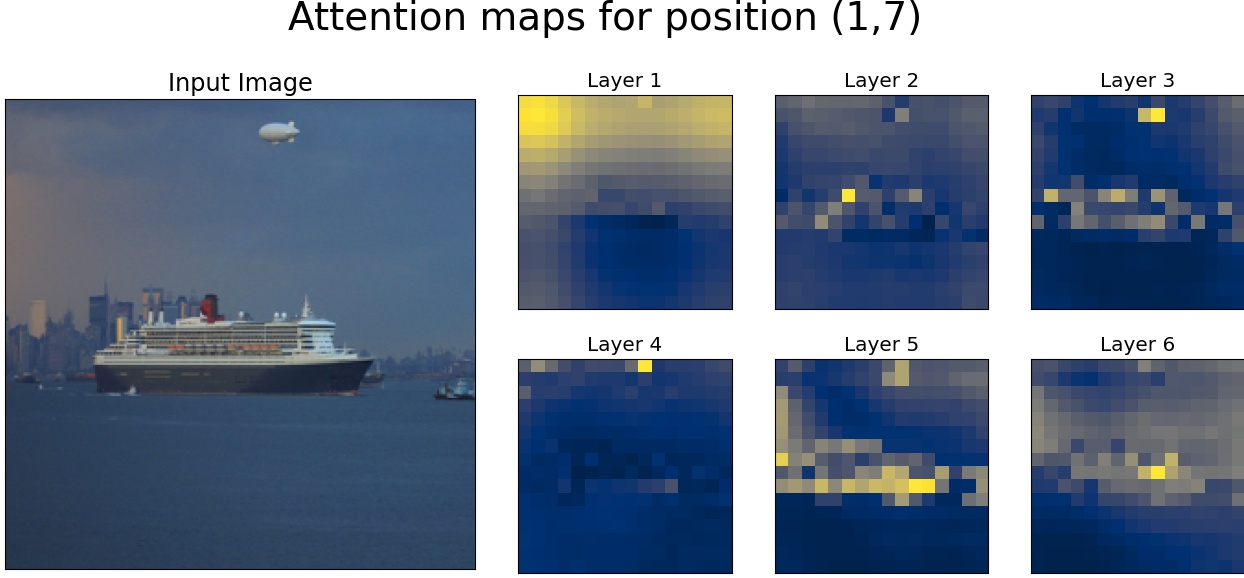 Attention maps for position (1,7)
Input Image
Layer 1
Layer 2
Layer 3
Layer 4
Layer 5
Layer 6